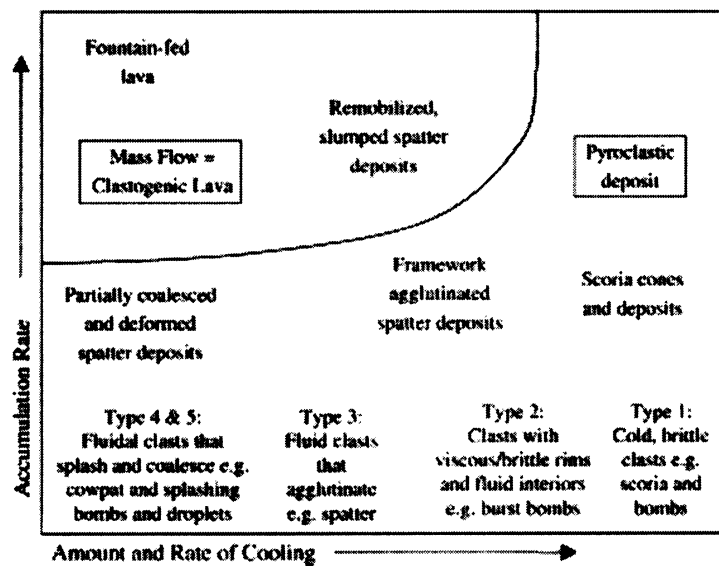 Fountain-fed
lava
Remobilized,
slumped spatter
deposits
Mass Flow =
Clastogenic Lava
Pyroclastic
deposit
Framework
agglutinated
spatter deposits
Scoria cones
and deposits
Partially coalesced
and deformed
spatter deposits
Type 4 & 5:
Fluidal clasts that
splash and coalesce e.g.
cowpat and splashing
bombs and droplets
Type 3:
Fluid clasts
that
agglutinate
e.g. spatter
Type 2:
Clasts with
viscous/brittle rims
and fluid interiors
e.g. burst bombs
Type 1:
Cold, brittle
clasts e.g.
scoria and
bombs
Accumulation Rate
Amount and Rate of Cooling